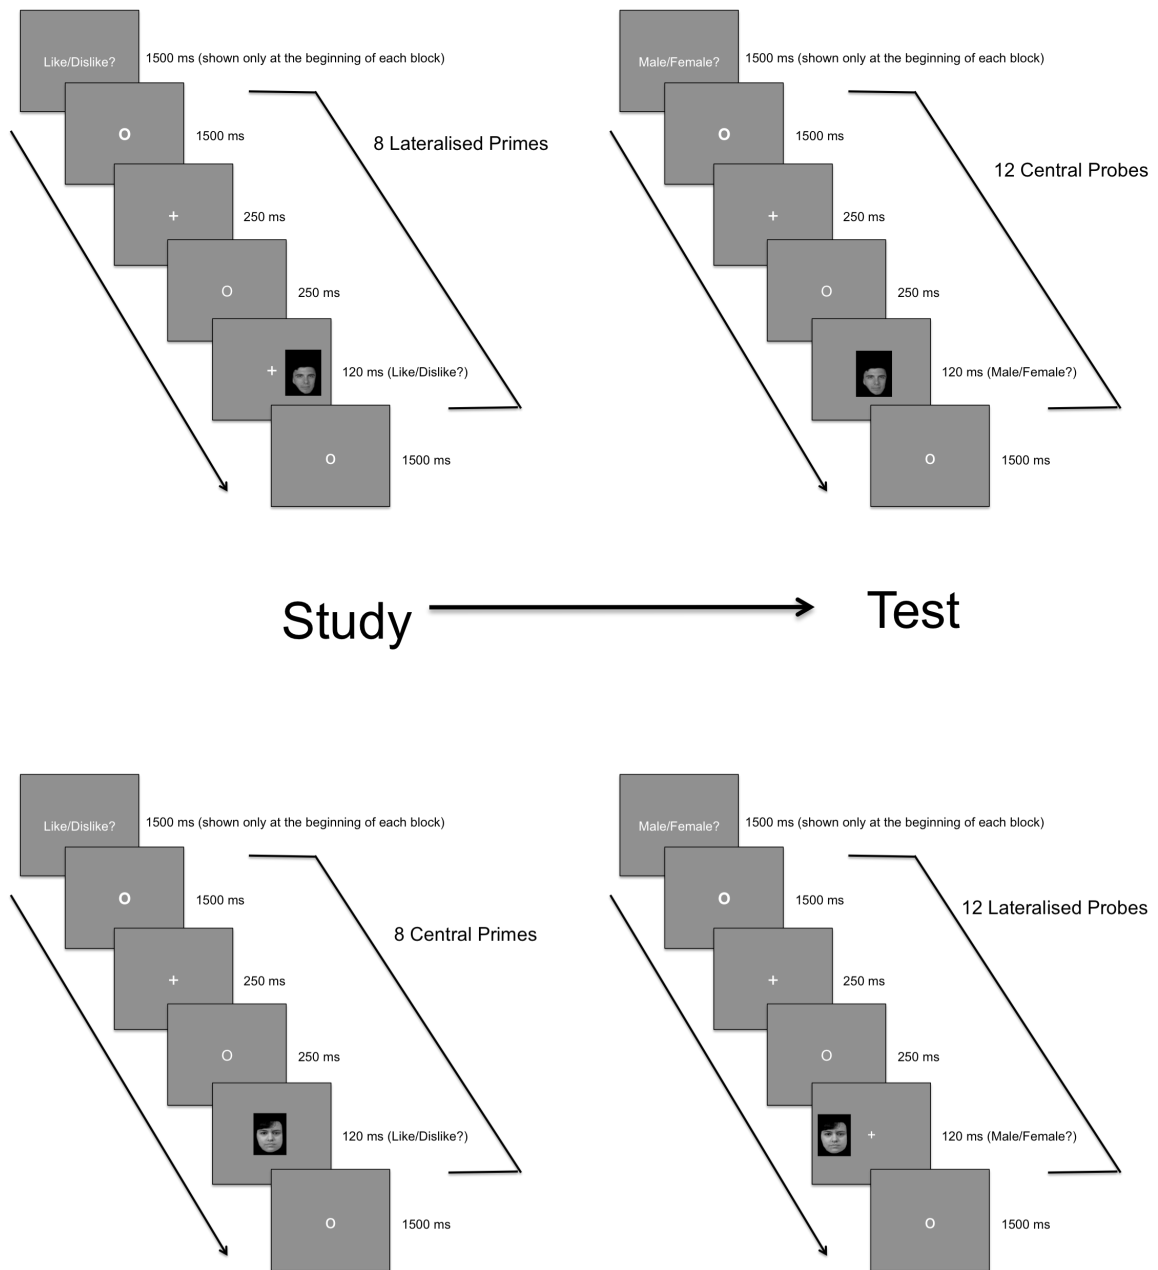 Like/Dislike?
1500 ms (shown only at the beginning of each block)
O
1500 ms
8 Lateralised Primes
+
250 ms
O
250 ms
+
120 ms (Like/Dislike?)
O
1500 ms
Male/Female?
1500 ms (shown only at the beginning of each block)
O
1500 ms
12 Central Probes
+
250 ms
O
250 ms
120 ms (Male/Female?)
O
1500 ms
Study
Test
Like/Dislike?
1500 ms (shown only at the beginning of each block)
O
1500 ms
8 Central Primes
+
250 ms
O
250 ms
120 ms (Like/Dislike?)
O
1500 ms
Male/Female?
1500 ms (shown only at the beginning of each block)
O
1500 ms
12 Lateralised Probes
+
250 ms
O
250 ms
+
120 ms (Male/Female?)
O
1500 ms